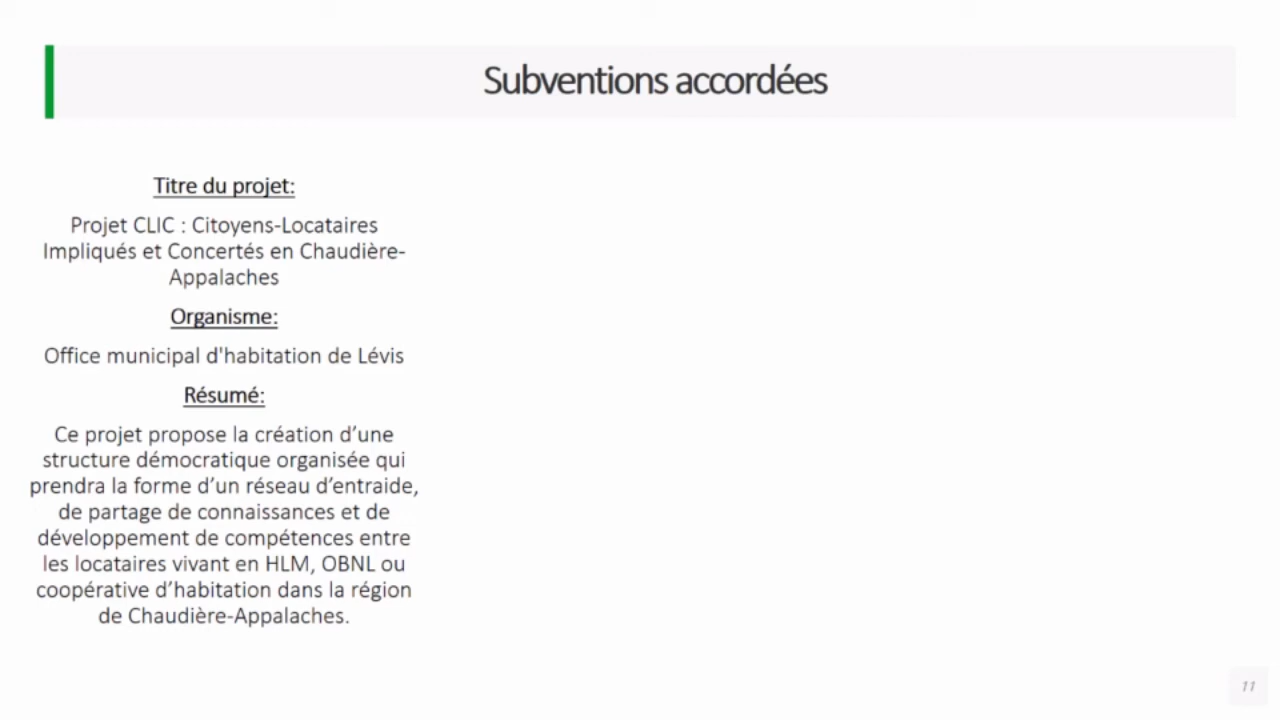 Subventions accordées
Titre du projet:
Projet CLIC : Citoyens-Locataires
Impliqués et Concertés en Chaudière-
Appalaches
Organisme:
Office municipal d'habitation de Lévis
Résumé:
Ce projet propose la création d’une
structure démocratique organisée qui
prendra la forme d’un réseau d’entraide,
de partage de connaissances et de
développement de compétences entre
les locataires vivant en HLM, OBNL ou
coopérative d’habitation dans la région
de Chaudière-Appalaches.
11